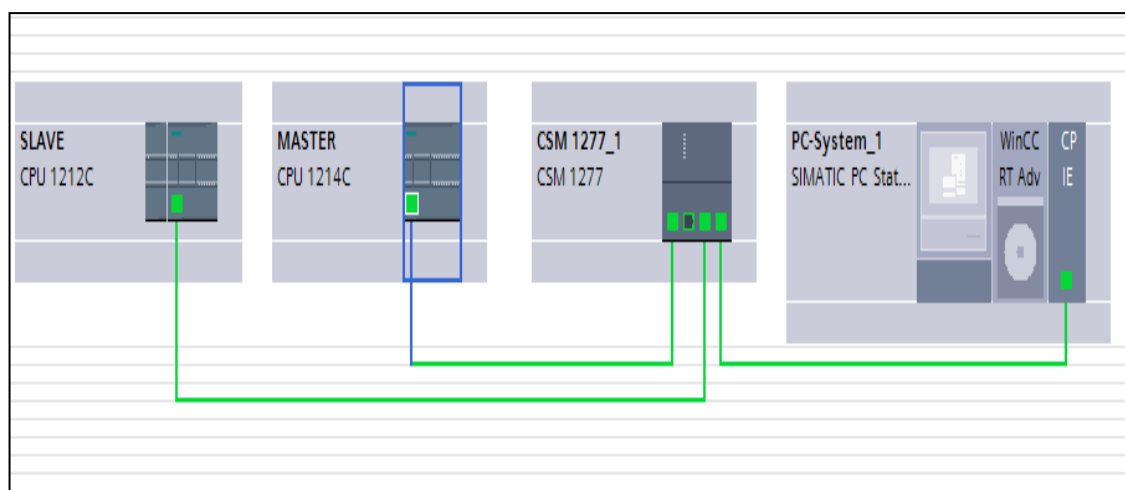 SLAVE
CPU 1212C
MASTER
CPU 1214C
CSM 1277_1
CSM 1277
PC-System_1
SIMATIC PC Stat...
WinCC
RT Adv
CP
IE